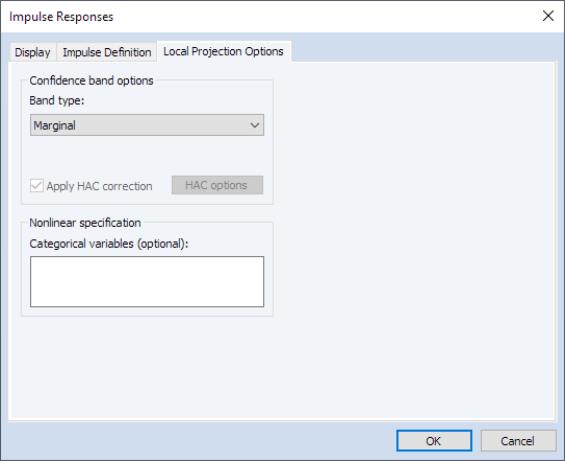 Impulse Responses
Display Impulse Definition Local Projection Options
Confidence band options
Band type:
Marginal
Apply HAC correction HAC options
Nonlinear specification
Categorical variables (optional):
OK Cancel